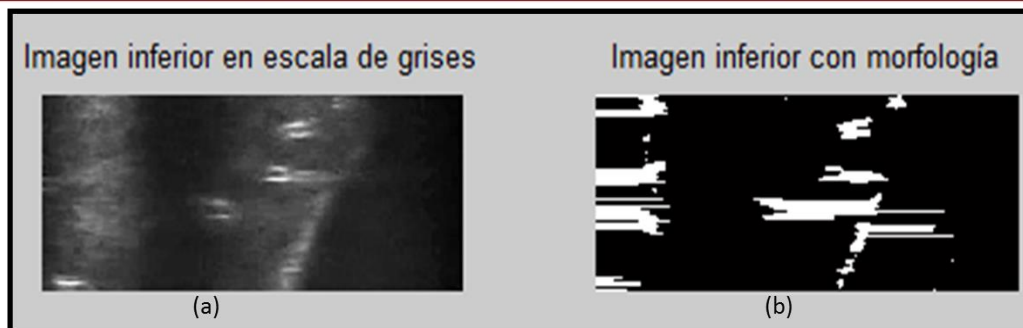 Imagen inferior en escala de grises
Imagen inferior con morfología
(a)
(b)